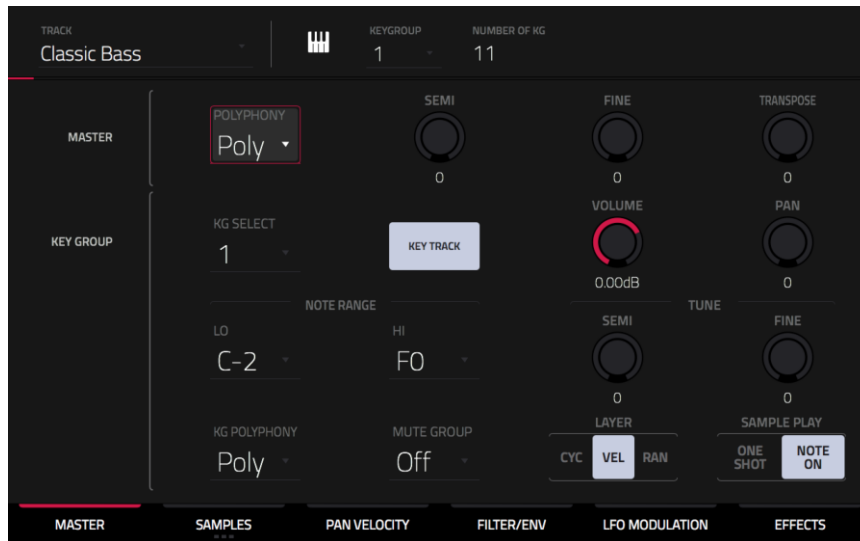 TRACK
KEYGROUP
NUMBER OF KG
Classic Bass
1
11
MASTER
POLYPHONY
Poly
SEMI
0
FINE
0
TRANSPOSE
0
KEY GROUP
KG SELECT
1
KEY TRACK
VOLUME
0.00dB
PAN
0
NOTE RANGE
LO
C-2
HI
F0
TUNE
SEMI
0
FINE
0
KG POLYPHONY
Poly
MUTE GROUP
Off
LAYER
CYC
VEL
RAN
SAMPLE PLAY
ONE
SHOT
NOTE
ON
MASTER
SAMPLES
PAN VELOCITY
FILTER/ENV
LFO MODULATION
EFFECTS